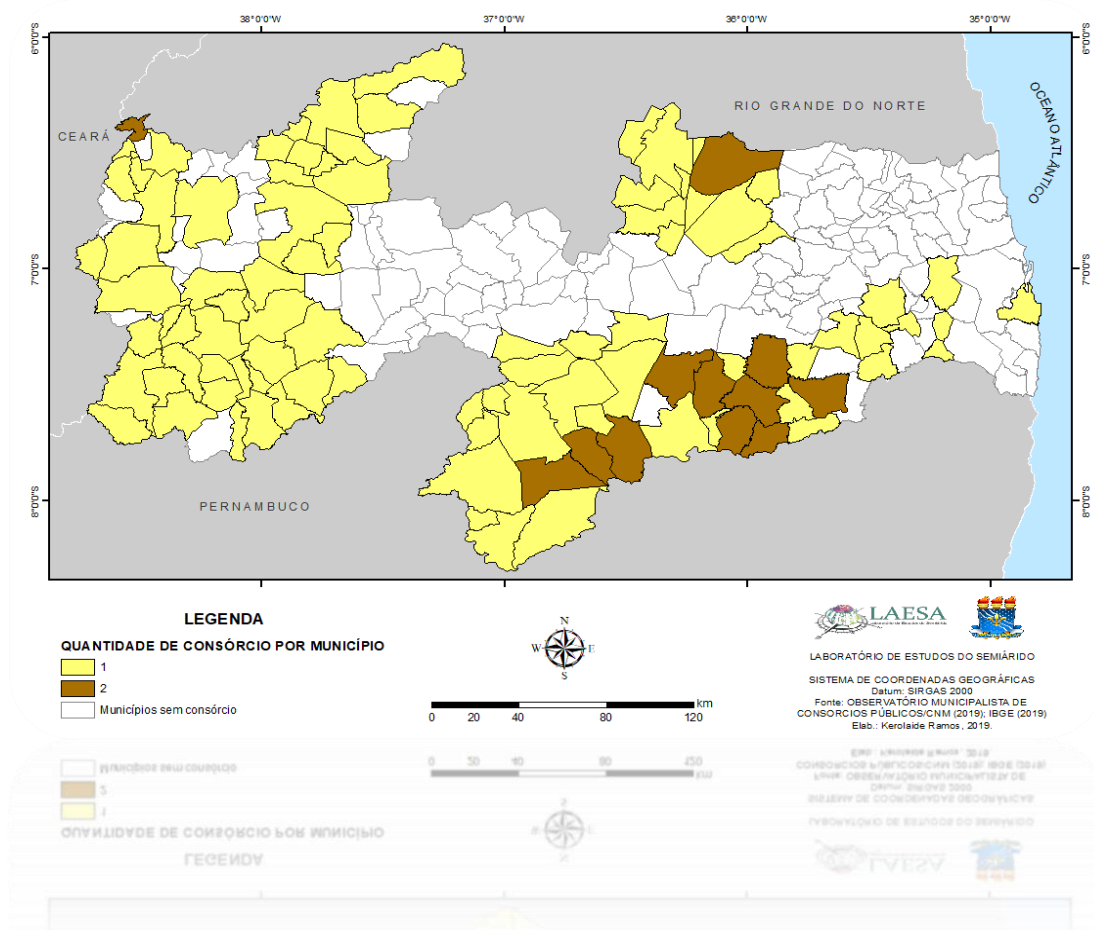 38°0'0"W 37°0'0"W 36°0'0"W 35°0'0"W
6°0'0"S
6°0'0"S
OCEANO ATLÂNTICO
RIO GRANDE DO NORTE
CEARÁ
7°0'0"S
7°0'0"S
8°0'0"S
8°0'0"S
PERNAMBUCO
LEGENDA
QUANTIDADE DE CONSÓRCIO POR MUNICÍPIO
1
2
Municípios sem consórcio
N
W E
S
km
0 20 40 80 120
LAESA
LABORATÓRIO DE ESTUDOS DO SEMIÁRIDO
SISTEMA DE COORDENADAS GEOGRÁFICAS
Datum: SIRGAS 2000
Fonte: OBSERVATÓRIO MUNICIPALISTA DE
CONSORCIOS PÚBLICOS/CNM (2019); IBGE (2019)
Elab.: Kerolaide Ramos, 2019.